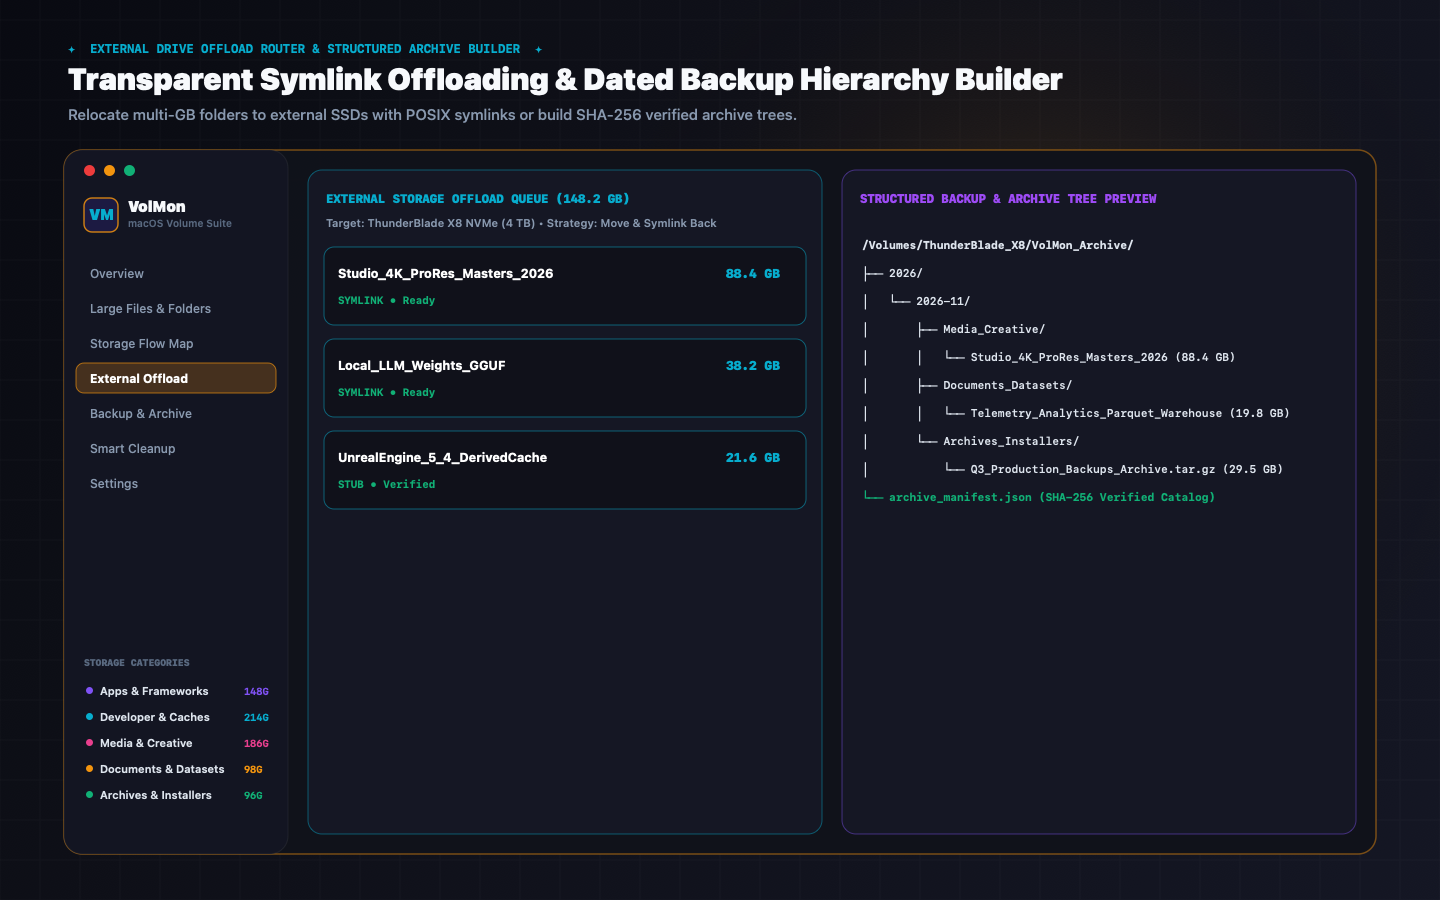 ✦ EXTERNAL DRIVE OFFLOAD ROUTER & STRUCTURED ARCHIVE BUILDER ✦
Transparent Symlink Offloading & Dated Backup Hierarchy Builder
Relocate multi-GB folders to external SSDs with POSIX symlinks or build SHA-256 verified archive trees.
VM
VolMon
macOS Volume Suite
Overview
Large Files & Folders
Storage Flow Map
External Offload
Backup & Archive
Smart Cleanup
Settings
STORAGE CATEGORIES
Apps & Frameworks 148G
Developer & Caches 214G
Media & Creative 186G
Documents & Datasets 98G
Archives & Installers 96G
EXTERNAL STORAGE OFFLOAD QUEUE (148.2 GB)
Target: ThunderBlade X8 NVMe (4 TB) • Strategy: Move & Symlink Back
Studio_4K_ProRes_Masters_2026 88.4 GB
SYMLINK • Ready
Local_LLM_Weights_GGUF 38.2 GB
SYMLINK • Ready
UnrealEngine_5_4_DerivedCache 21.6 GB
STUB • Verified
STRUCTURED BACKUP & ARCHIVE TREE PREVIEW
/Volumes/ThunderBlade_X8/VolMon_Archive/
├── 2026/
│   └── 2026-11/
│       ├── Media_Creative/
│       │   └── Studio_4K_ProRes_Masters_2026 (88.4 GB)
│       ├── Documents_Datasets/
│       │   └── Telemetry_Analytics_Parquet_Warehouse (19.8 GB)
│       └── Archives_Installers/
│           └── Q3_Production_Backups_Archive.tar.gz (29.5 GB)
└── archive_manifest.json (SHA-256 Verified Catalog)